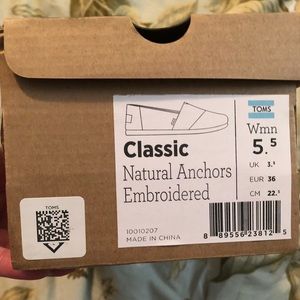 TOMS
Wmn
5.5
UK 3.5
EUR 36
CM 22.5
Classic
Natural Anchors
Embroidered
10010207
MADE IN CHINA
8 89556 23812 5
TOMS